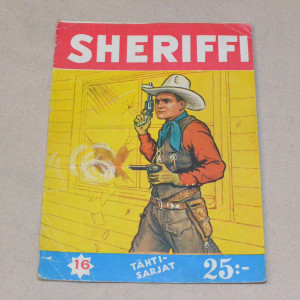 SHERIFFI
16
TÄHTI-
SARJAT
25:-